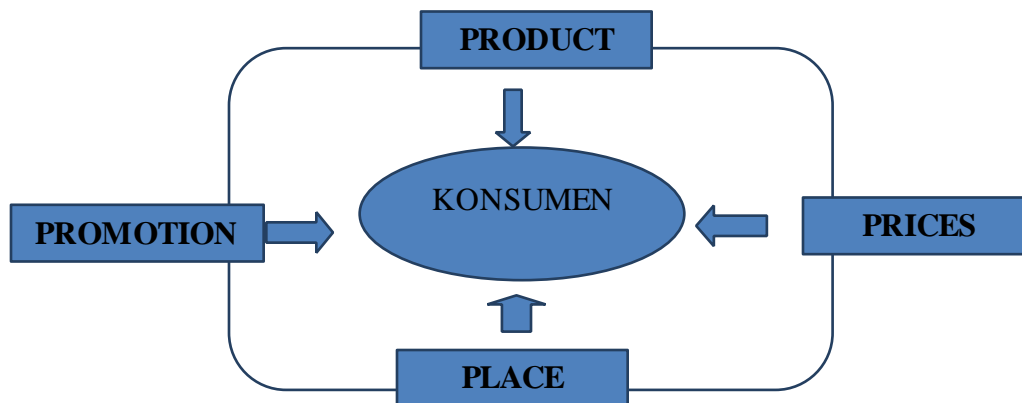 PRODUCT
KONSUMEN
PROMOTION
PRICES
PLACE